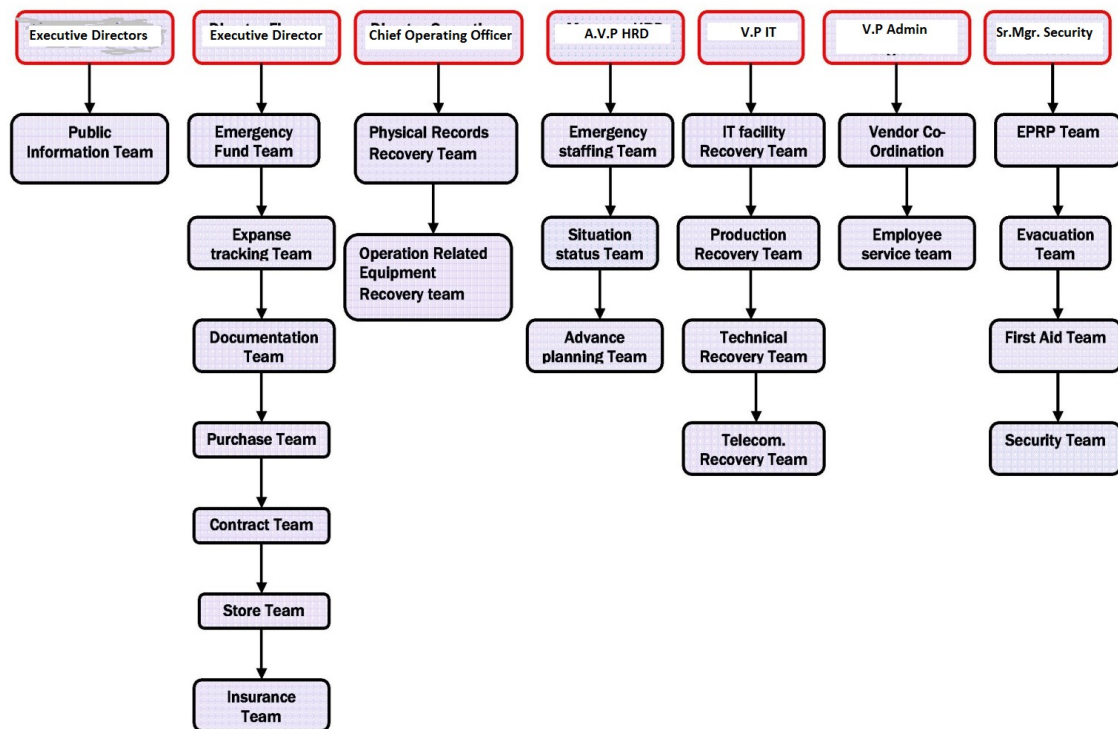 Executive Directors
Public
Information Team
Executive Director
Emergency
Fund Team
Expanse
tracking Team
Documentation
Team
Purchase Team
Contract Team
Store Team
Insurance
Team
Chief Operating Officer
Physical Records
Recovery Team
Operation Related
Equipment
Recovery team
A.V.P HRD
Emergency
staffing Team
Situation
status Team
Advance
planning Team
V.P IT
IT facility
Recovery Team
Production
Recovery Team
Technical
Recovery Team
Telecom.
Recovery Team
V.P Admin
Vendor Co-
Ordination
Employee
service team
Sr.Mgr. Security
EPRP Team
Evacuation
Team
First Aid Team
Security Team